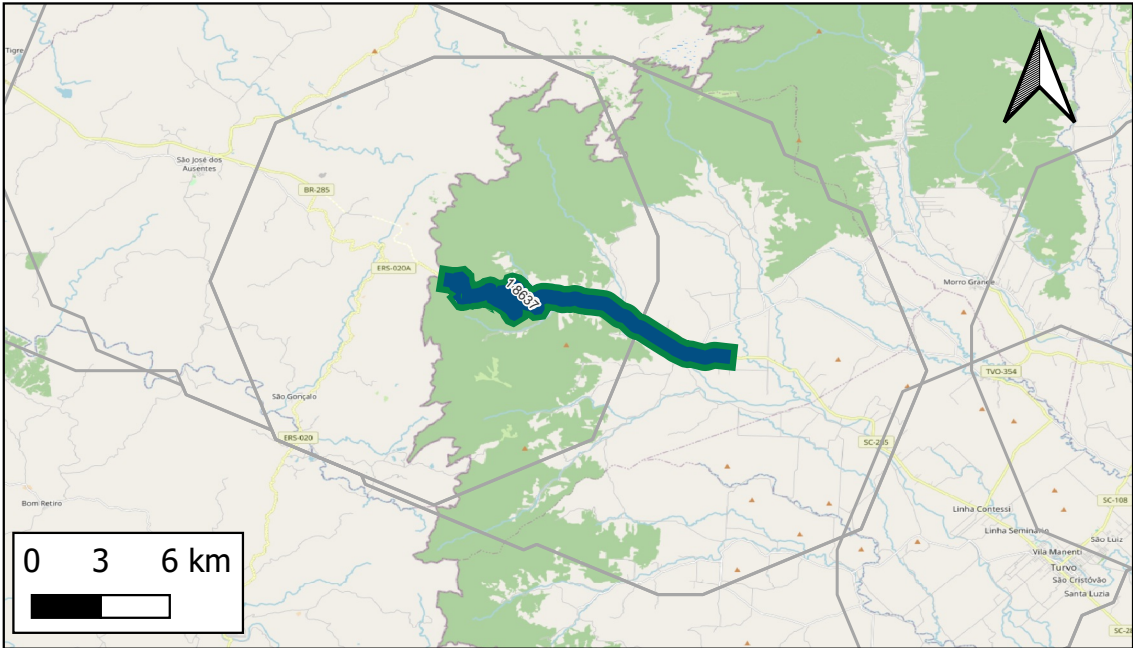 Tigre
São José dos
Ausentes
BR-285
ERS-020A
Morro Grande
18637
TVO-354
São Gonçalo
ERS-020
SC-285
Bom Retiro
SC-108
Linha Contessi
Linha Seminário
São Luiz
Vila Manenti
Turvo
São Cristóvão
Santa Luzia
SC-28
0 3 6 km